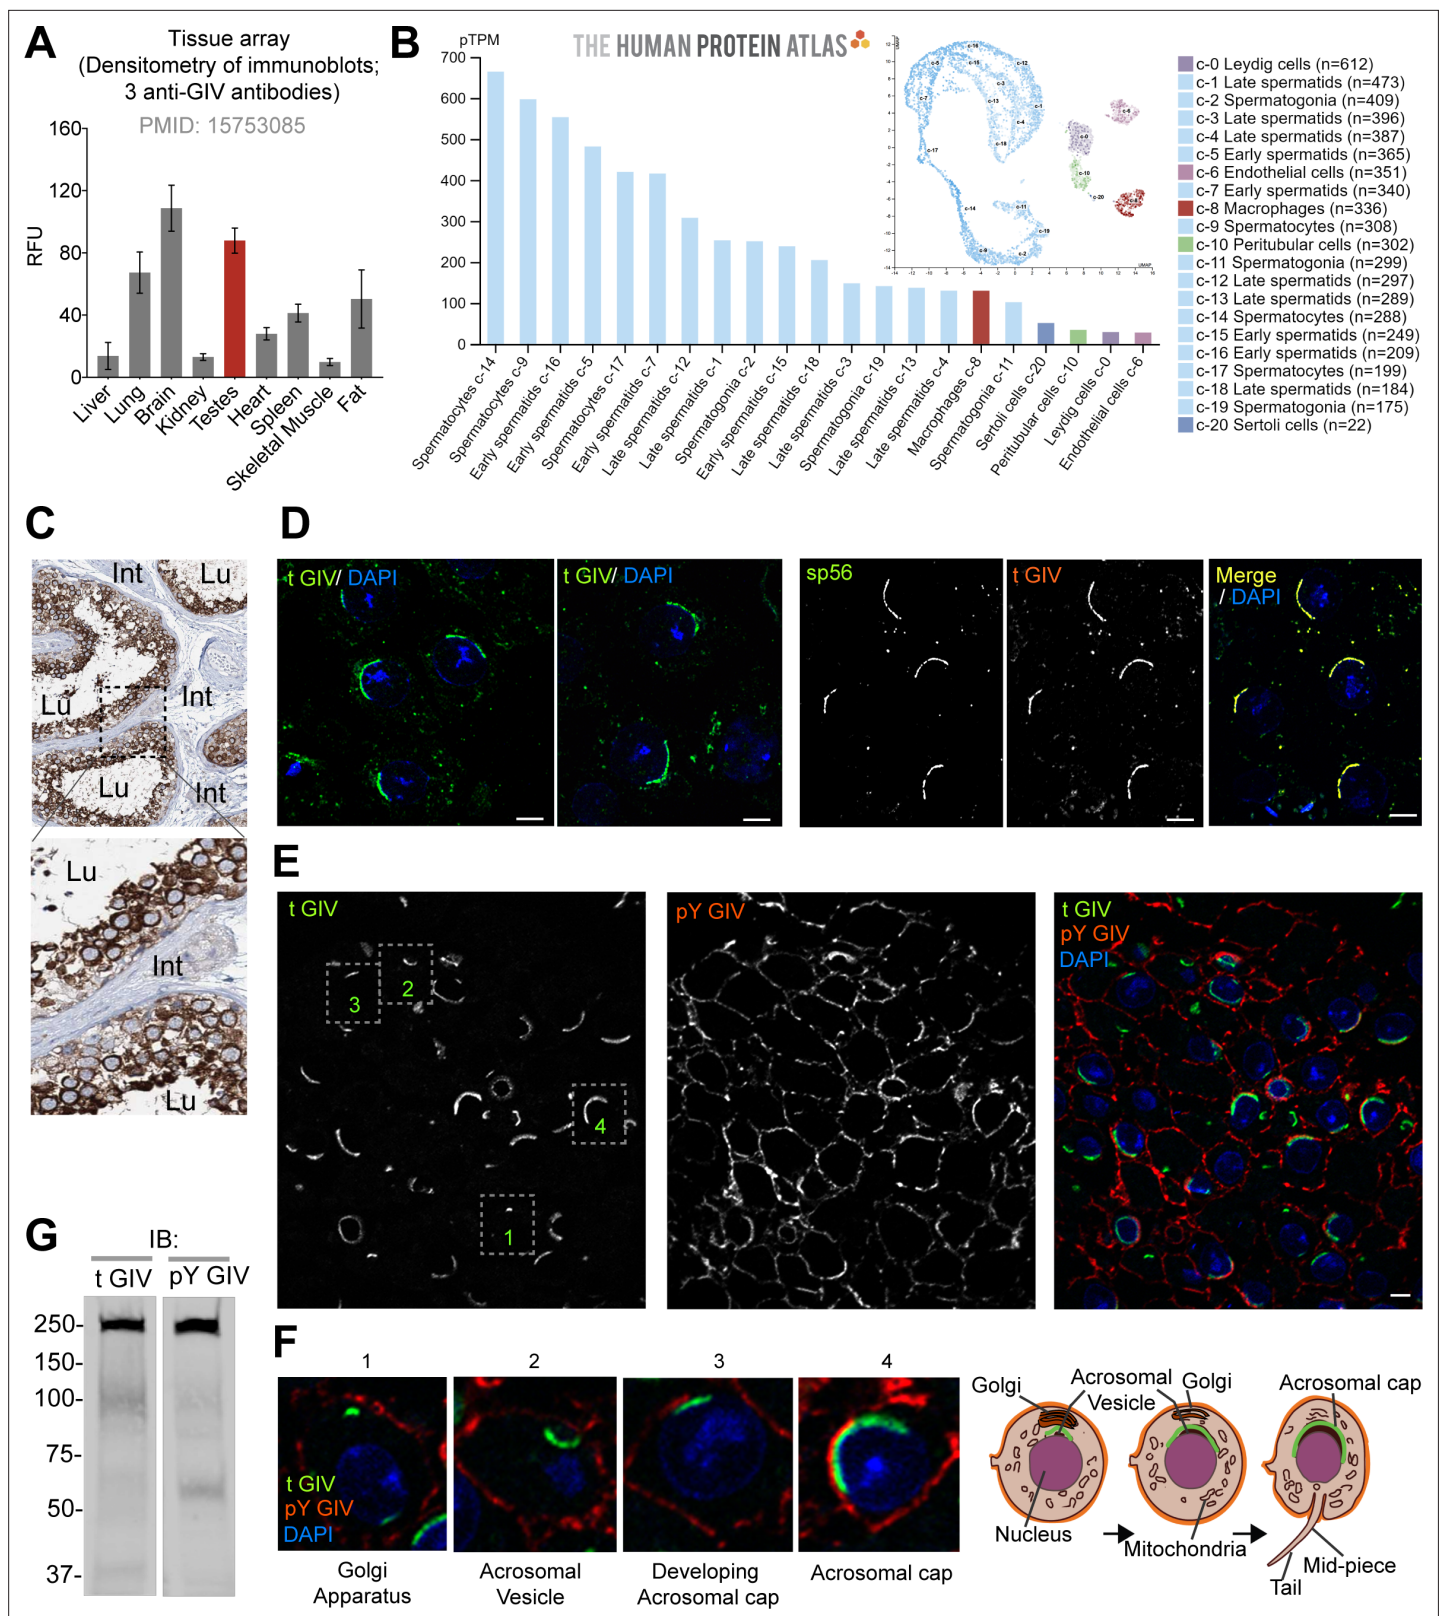 A
Tissue array
(Densitometry of immunoblots;
3 anti-GIV antibodies)
PMID: 15753085
RFU
160
120
80
40
0
Liver
Lung
Brain
Kidney
Testes
Heart
Spleen
Skeletal Muscle
Fat
B
pTPM
THE HUMAN PROTEIN ATLAS
700
600
500
400
300
200
100
0
Spermatocytes c-14
Spermatocytes c-9
Early spermatids c-16
Early spermatids c-5
Spermatocytes c-17
Early spermatids c-7
Late spermatids c-12
Late spermatids c-1
Spermatogonia c-2
Early spermatids c-15
Late spermatids c-18
Late spermatids c-3
Spermatogonia c-19
Late spermatids c-13
Late spermatids c-4
Macrophages c-8
Spermatogonia c-11
Sertoli cells c-20
Peritubular cells c-10
Leydig cells c-0
Endothelial cells c-6
c-0 Leydig cells (n=612)
c-1 Late spermatids (n=473)
c-2 Spermatogonia (n=409)
c-3 Late spermatids (n=396)
c-4 Late spermatids (n=387)
c-5 Early spermatids (n=365)
c-6 Endothelial cells (n=351)
c-7 Early spermatids (n=340)
c-8 Macrophages (n=336)
c-9 Spermatocytes (n=308)
c-10 Peritubular cells (n=302)
c-11 Spermatogonia (n=299)
c-12 Late spermatids (n=297)
c-13 Late spermatids (n=289)
c-14 Spermatocytes (n=288)
c-15 Early spermatids (n=249)
c-16 Early spermatids (n=209)
c-17 Spermatocytes (n=199)
c-18 Late spermatids (n=184)
c-19 Spermatogonia (n=175)
c-20 Sertoli cells (n=22)
C
Int
Lu
Lu
Int
Lu
Int
Lu
Int
Lu
D
t GIV/ DAPI
t GIV/ DAPI
sp56
t GIV
Merge
/ DAPI
E
t GIV
3
2
4
1
pY GIV
t GIV
pY GIV
DAPI
G
IB:
t GIV
pY GIV
250-
150-
100-
75-
50-
37-
F
1
2
3
4
t GIV
pY GIV
DAPI
Golgi
Apparatus
Acrosomal
Vesicle
Developing
Acrosomal cap
Acrosomal cap
Golgi
Acrosomal
Vesicle
Golgi
Acrosomal cap
Nucleus
Mitochondria
Mid-piece
Tail